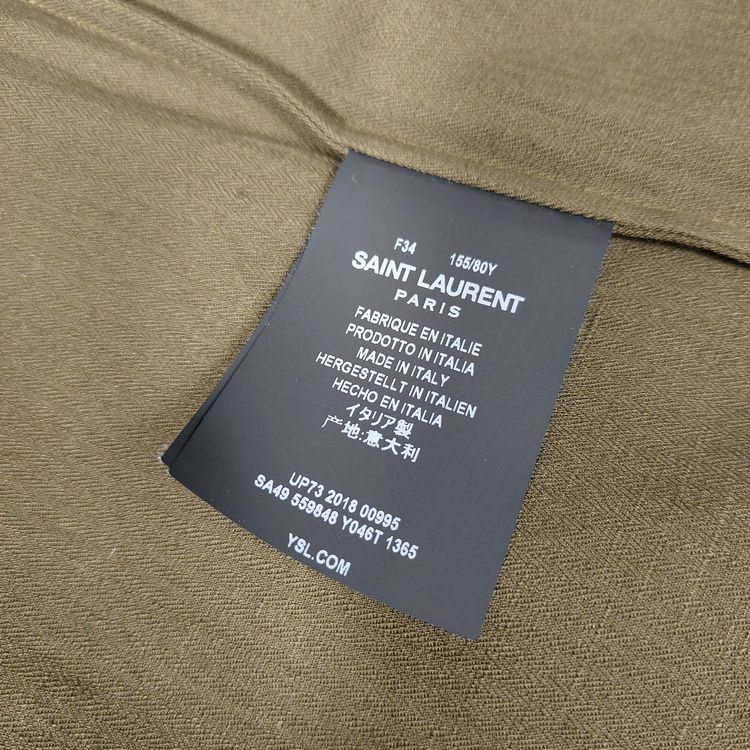 F34 155/80Y
SAINT LAURENT
PARIS
FABRIQUE EN ITALIE
PRODOTTO IN ITALIA
MADE IN ITALY
HERGESTELLT IN ITALIEN
HECHO EN ITALIA
イタリア製
产地:意大利
UP73 2018 00995
SA49 559848 Y046T 1365
YSL.COM